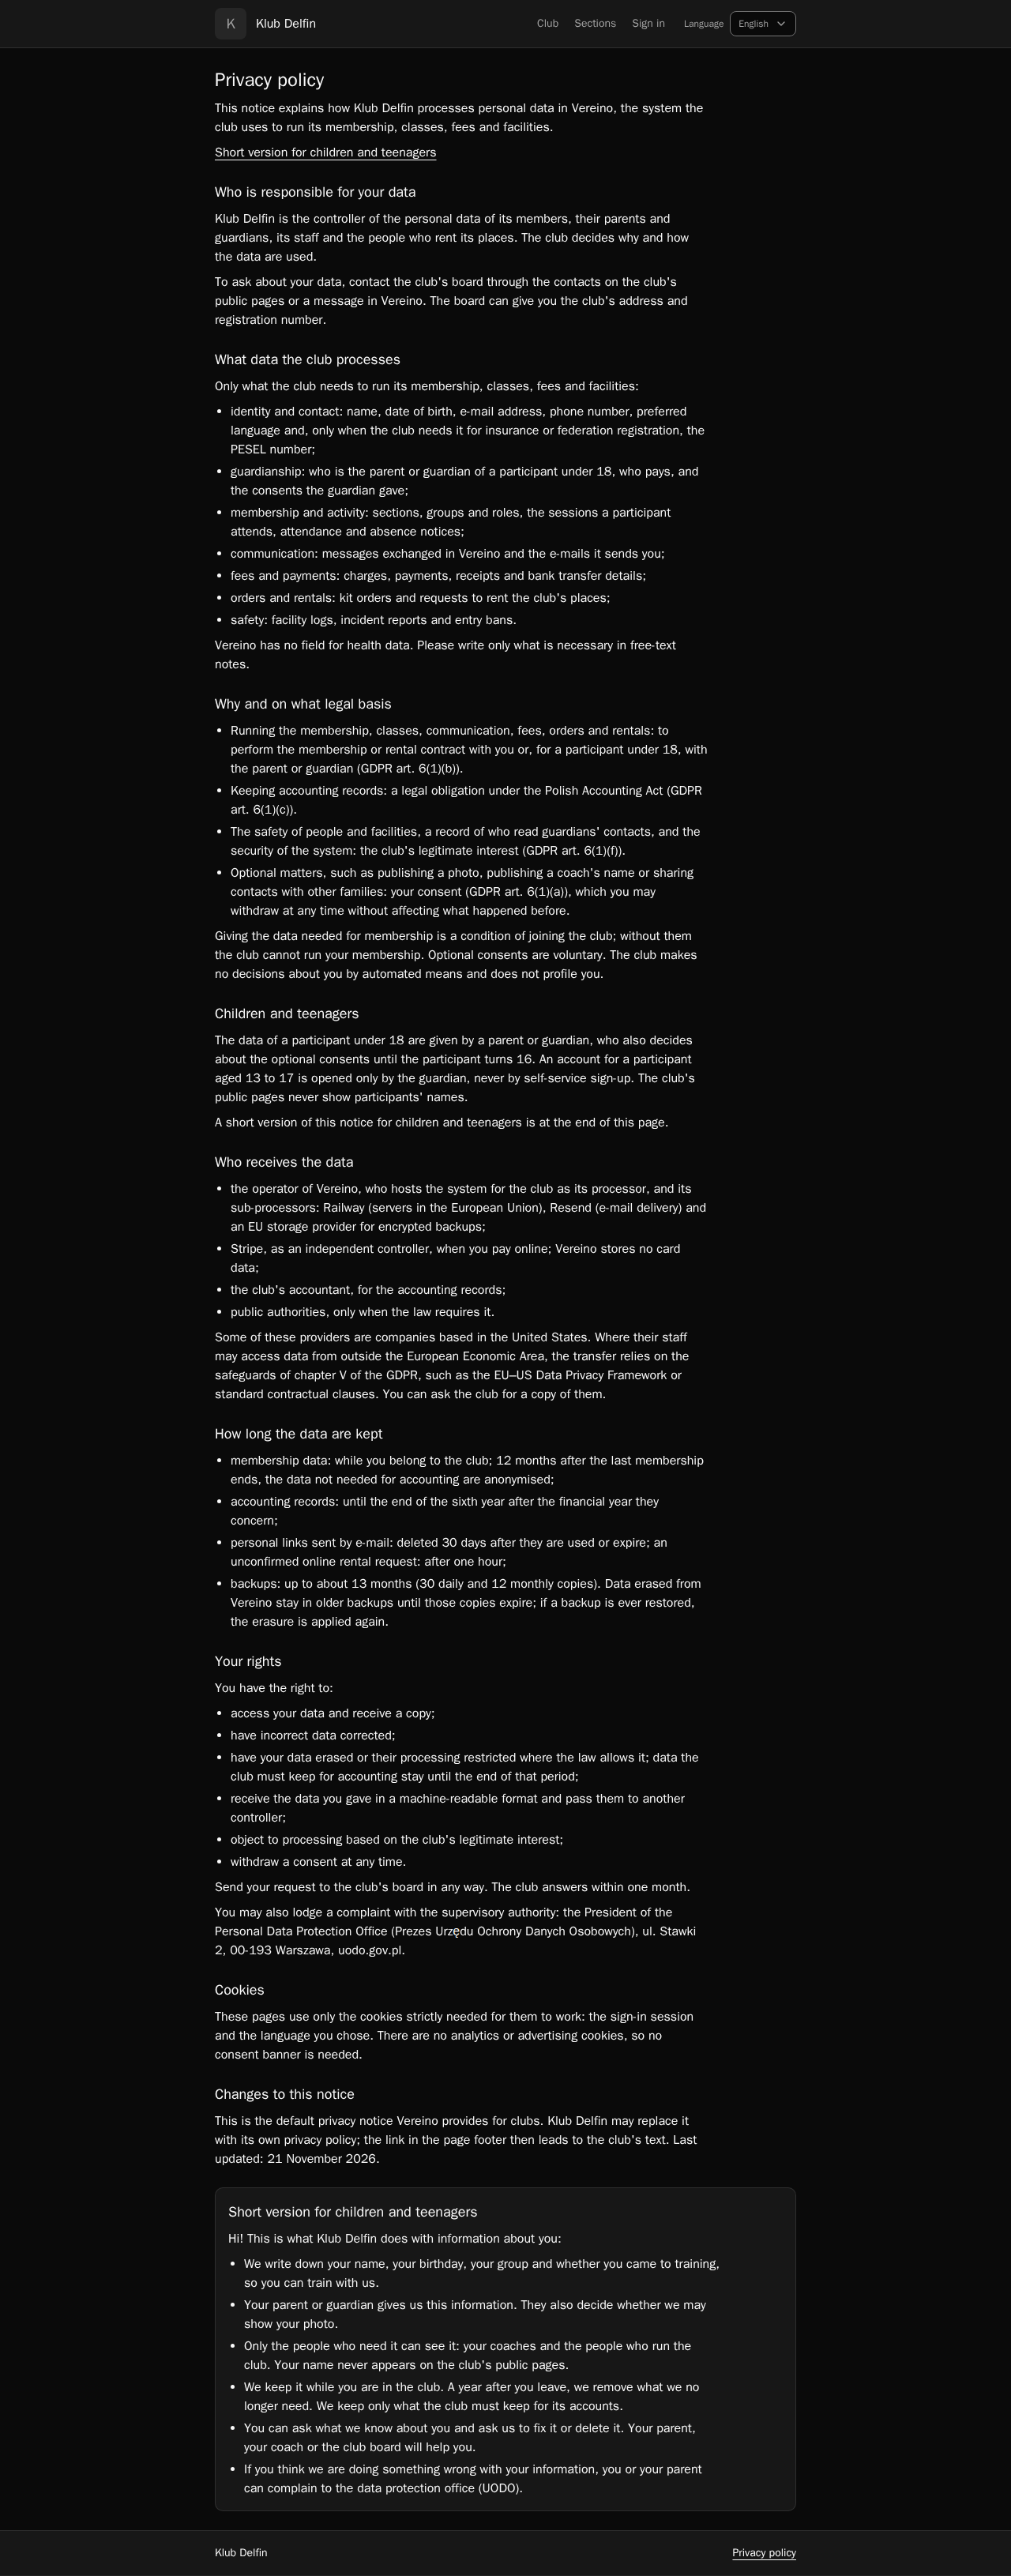 K Klub Delfin Club Sections Sign in Language English
Privacy policy
This notice explains how Klub Delfin processes personal data in Vereino, the system the
club uses to run its membership, classes, fees and facilities.
Short version for children and teenagers
Who is responsible for your data
Klub Delfin is the controller of the personal data of its members, their parents and
guardians, its staff and the people who rent its places. The club decides why and how
the data are used.
To ask about your data, contact the club's board through the contacts on the club's
public pages or a message in Vereino. The board can give you the club's address and
registration number.
What data the club processes
Only what the club needs to run its membership, classes, fees and facilities:
• identity and contact: name, date of birth, e-mail address, phone number, preferred
language and, only when the club needs it for insurance or federation registration, the
PESEL number;
• guardianship: who is the parent or guardian of a participant under 18, who pays, and
the consents the guardian gave;
• membership and activity: sections, groups and roles, the sessions a participant
attends, attendance and absence notices;
• communication: messages exchanged in Vereino and the e-mails it sends you;
• fees and payments: charges, payments, receipts and bank transfer details;
• orders and rentals: kit orders and requests to rent the club's places;
• safety: facility logs, incident reports and entry bans.
Vereino has no field for health data. Please write only what is necessary in free-text
notes.
Why and on what legal basis
• Running the membership, classes, communication, fees, orders and rentals: to
perform the membership or rental contract with you or, for a participant under 18, with
the parent or guardian (GDPR art. 6(1)(b)).
• Keeping accounting records: a legal obligation under the Polish Accounting Act (GDPR
art. 6(1)(c)).
• The safety of people and facilities, a record of who read guardians' contacts, and the
security of the system: the club's legitimate interest (GDPR art. 6(1)(f)).
• Optional matters, such as publishing a photo, publishing a coach's name or sharing
contacts with other families: your consent (GDPR art. 6(1)(a)), which you may
withdraw at any time without affecting what happened before.
Giving the data needed for membership is a condition of joining the club; without them
the club cannot run your membership. Optional consents are voluntary. The club makes
no decisions about you by automated means and does not profile you.
Children and teenagers
The data of a participant under 18 are given by a parent or guardian, who also decides
about the optional consents until the participant turns 16. An account for a participant
aged 13 to 17 is opened only by the guardian, never by self-service sign-up. The club's
public pages never show participants' names.
A short version of this notice for children and teenagers is at the end of this page.
Who receives the data
• the operator of Vereino, who hosts the system for the club as its processor, and its
sub-processors: Railway (servers in the European Union), Resend (e-mail delivery) and
an EU storage provider for encrypted backups;
• Stripe, as an independent controller, when you pay online; Vereino stores no card
data;
• the club's accountant, for the accounting records;
• public authorities, only when the law requires it.
Some of these providers are companies based in the United States. Where their staff
may access data from outside the European Economic Area, the transfer relies on the
safeguards of chapter V of the GDPR, such as the EU–US Data Privacy Framework or
standard contractual clauses. You can ask the club for a copy of them.
How long the data are kept
• membership data: while you belong to the club; 12 months after the last membership
ends, the data not needed for accounting are anonymised;
• accounting records: until the end of the sixth year after the financial year they
concern;
• personal links sent by e-mail: deleted 30 days after they are used or expire; an
unconfirmed online rental request: after one hour;
• backups: up to about 13 months (30 daily and 12 monthly copies). Data erased from
Vereino stay in older backups until those copies expire; if a backup is ever restored,
the erasure is applied again.
Your rights
You have the right to:
• access your data and receive a copy;
• have incorrect data corrected;
• have your data erased or their processing restricted where the law allows it; data the
club must keep for accounting stay until the end of that period;
• receive the data you gave in a machine-readable format and pass them to another
controller;
• object to processing based on the club's legitimate interest;
• withdraw a consent at any time.
Send your request to the club's board in any way. The club answers within one month.
You may also lodge a complaint with the supervisory authority: the President of the
Personal Data Protection Office (Prezes Urzędu Ochrony Danych Osobowych), ul. Stawki
2, 00-193 Warszawa, uodo.gov.pl.
Cookies
These pages use only the cookies strictly needed for them to work: the sign-in session
and the language you chose. There are no analytics or advertising cookies, so no
consent banner is needed.
Changes to this notice
This is the default privacy notice Vereino provides for clubs. Klub Delfin may replace it
with its own privacy policy; the link in the page footer then leads to the club's text. Last
updated: 21 November 2026.
Short version for children and teenagers
Hi! This is what Klub Delfin does with information about you:
• We write down your name, your birthday, your group and whether you came to training,
so you can train with us.
• Your parent or guardian gives us this information. They also decide whether we may
show your photo.
• Only the people who need it can see it: your coaches and the people who run the
club. Your name never appears on the club's public pages.
• We keep it while you are in the club. A year after you leave, we remove what we no
longer need. We keep only what the club must keep for its accounts.
• You can ask what we know about you and ask us to fix it or delete it. Your parent,
your coach or the club board will help you.
• If you think we are doing something wrong with your information, you or your parent
can complain to the data protection office (UODO).
Klub Delfin Privacy policy